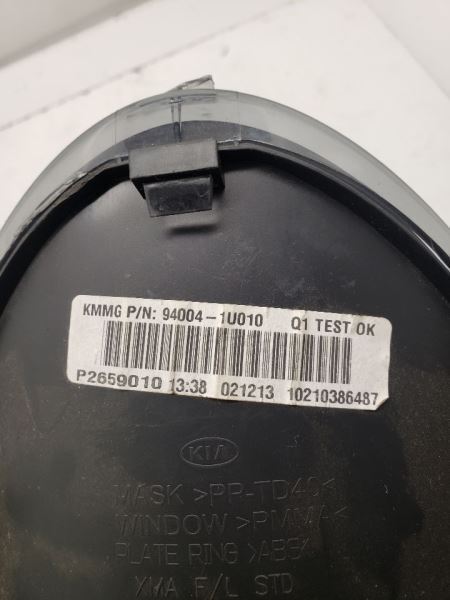 KMMG P/N: 94004-1U010 Q1 TEST OK
P2659010 13:38 021213 10210386487
KIA
MASK >PP-TD40<
WINDOW >PMMA<
PLATE RING >ABS<
XMA F/L STD